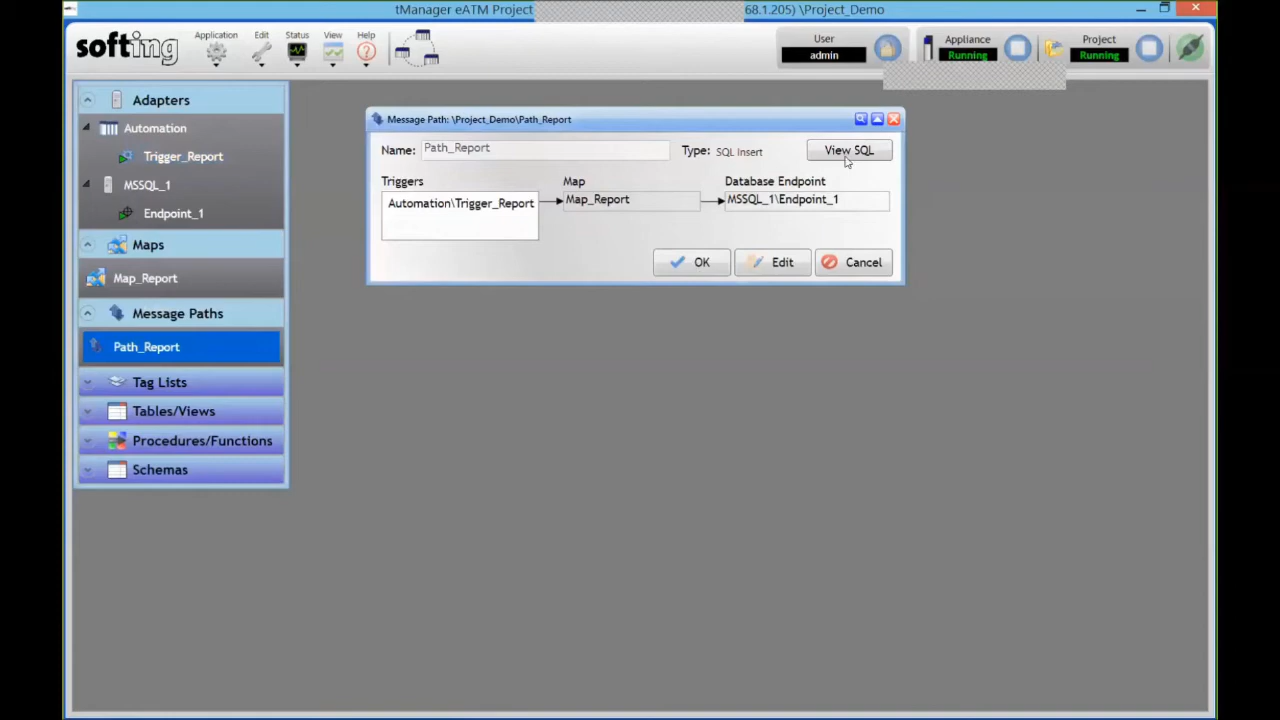 tManager eATM Project
68.1.205) \Project_Demo
softing
Application
Edit
Status
View
Help
User
admin
Appliance
Running
Project
Running
Adapters
Automation
Trigger_Report
MSSQL_1
Endpoint_1
Maps
Map_Report
Message Paths
Path_Report
Tag Lists
Tables/Views
Procedures/Functions
Schemas
Message Path: \Project_Demo\Path_Report
Name: Path_Report Type: SQL Insert View SQL
Triggers Map Database Endpoint
Automation\Trigger_Report Map_Report MSSQL_1\Endpoint_1
OK Edit Cancel